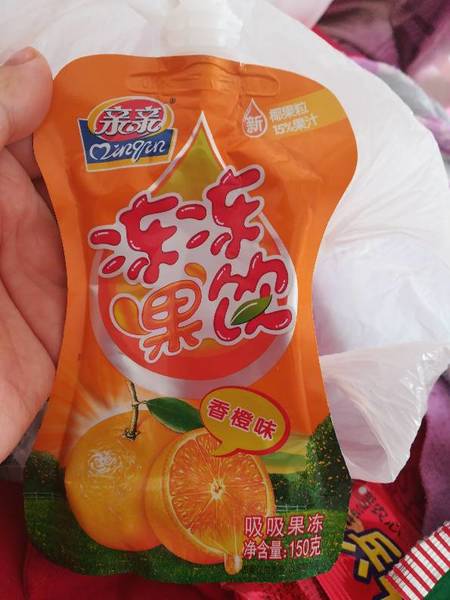 亲亲®
Qinqin
新
椰果粒
15%果汁
冻冻
果饮
香橙味
吸吸果冻
净含量:150克